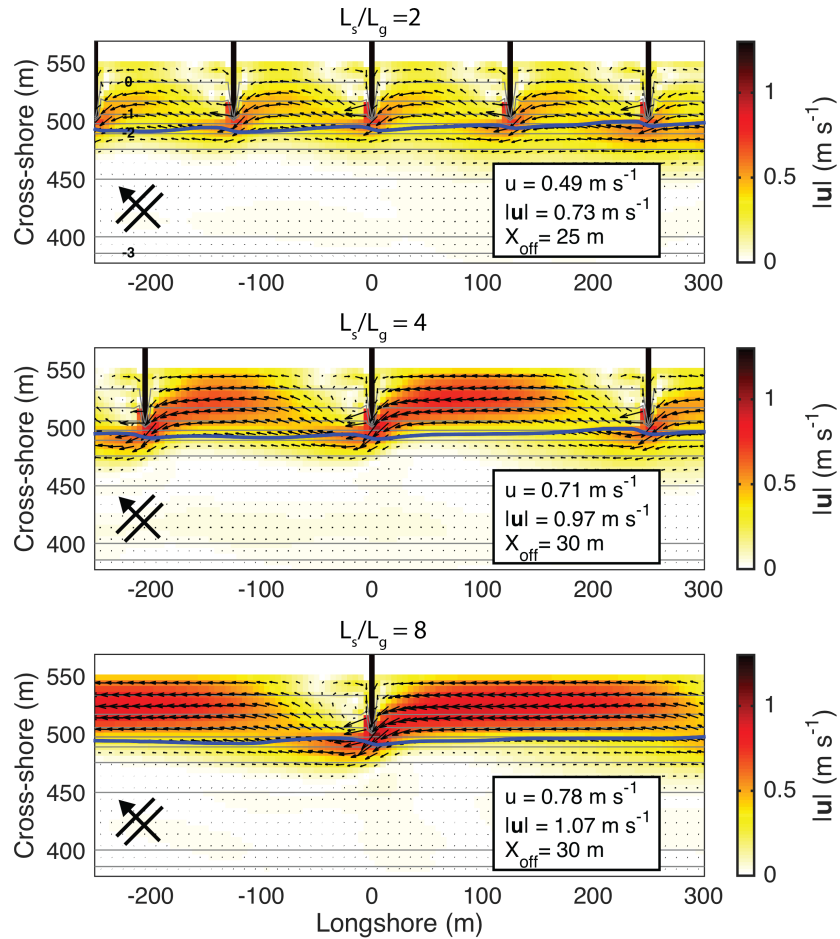 Lₛ/L_g =2
550
500
450
400
Cross-shore (m)
0
-1
-2
-3
u = 0.49 m s⁻¹
|u| = 0.73 m s⁻¹
X_off= 25 m
-200 -100 0 100 200 300
1
0.5
0
|u| (m s⁻¹)
Lₛ/L_g = 4
550
500
450
400
Cross-shore (m)
u = 0.71 m s⁻¹
|u| = 0.97 m s⁻¹
X_off= 30 m
-200 -100 0 100 200 300
1
0.5
0
|u| (m s⁻¹)
Lₛ/L_g = 8
550
500
450
400
Cross-shore (m)
u = 0.78 m s⁻¹
|u| = 1.07 m s⁻¹
X_off= 30 m
-200 -100 0 100 200 300
Longshore (m)
1
0.5
0
|u| (m s⁻¹)